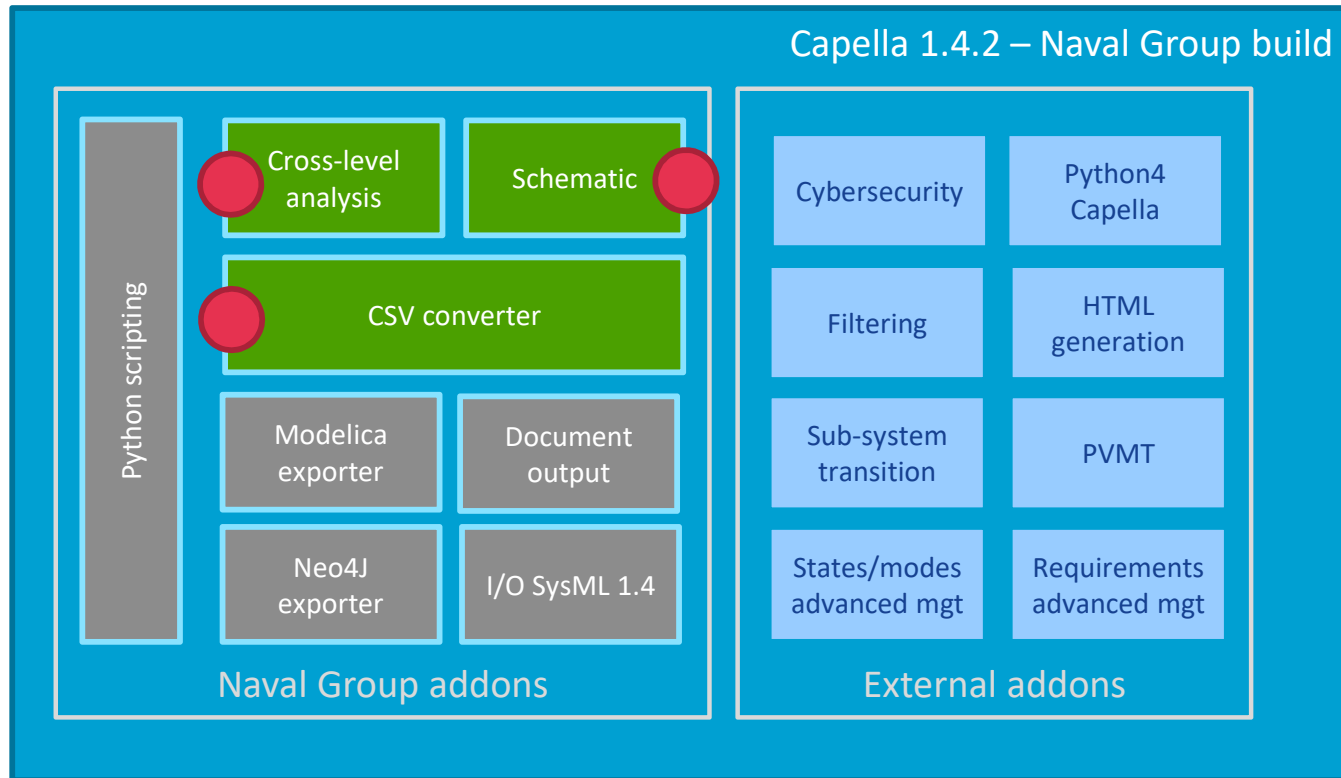 Capella 1.4.2 – Naval Group build
Python scripting
Cross-level
analysis
Schematic
CSV converter
Modelica
exporter
Document
output
Neo4J
exporter
I/O SysML 1.4
Naval Group addons
Cybersecurity
Python4
Capella
Filtering
HTML
generation
Sub-system
transition
PVMT
States/modes
advanced mgt
Requirements
advanced mgt
External addons